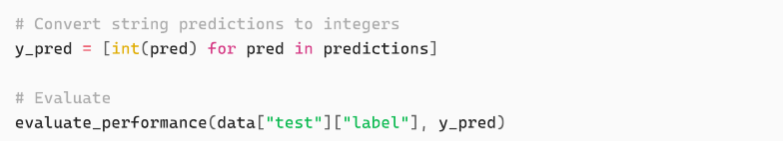 # Convert string predictions to integers
y_pred = [int(pred) for pred in predictions]
# Evaluate
evaluate_performance(data["test"]["label"], y_pred)